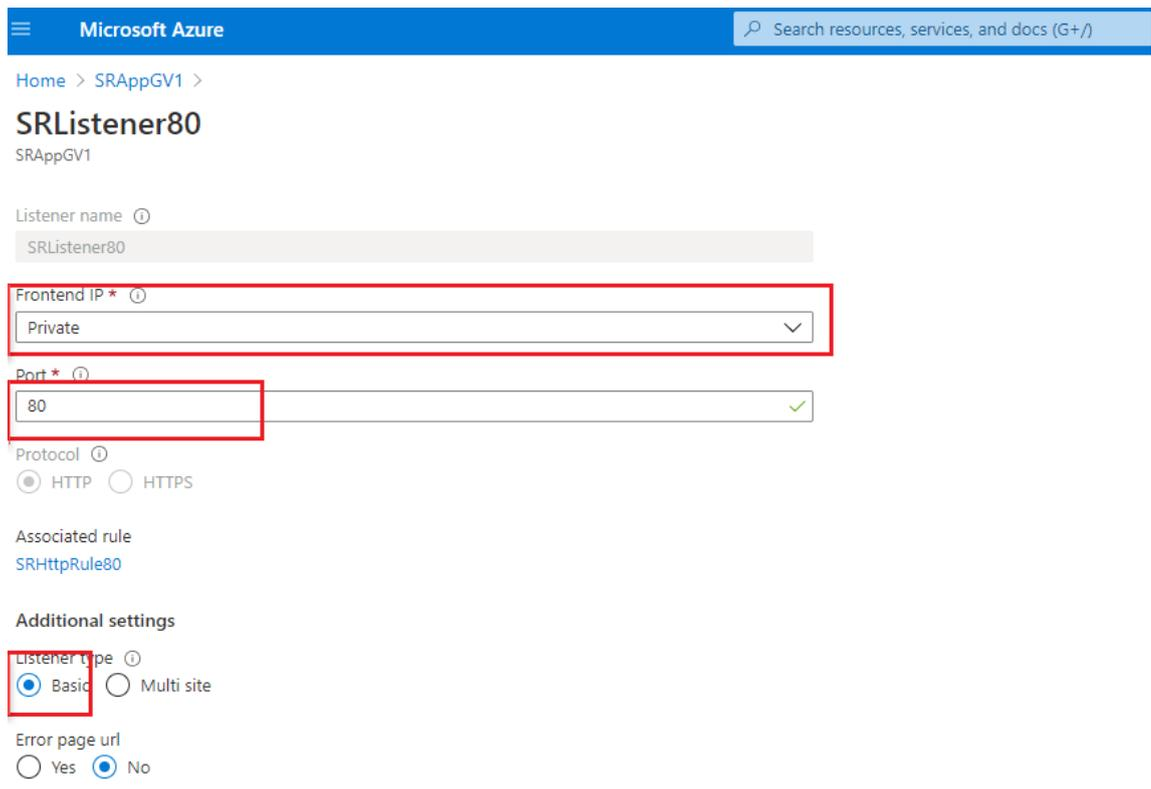 Microsoft Azure Search resources, services, and docs (G+/)
Home > SRAppGV1 >
SRListener80
SRAppGV1
Listener name
SRListener80
Frontend IP *
Private
Port *
80
Protocol
HTTP HTTPS
Associated rule
SRHttpRule80
Additional settings
Listener type
Basic Multi site
Error page url
Yes No